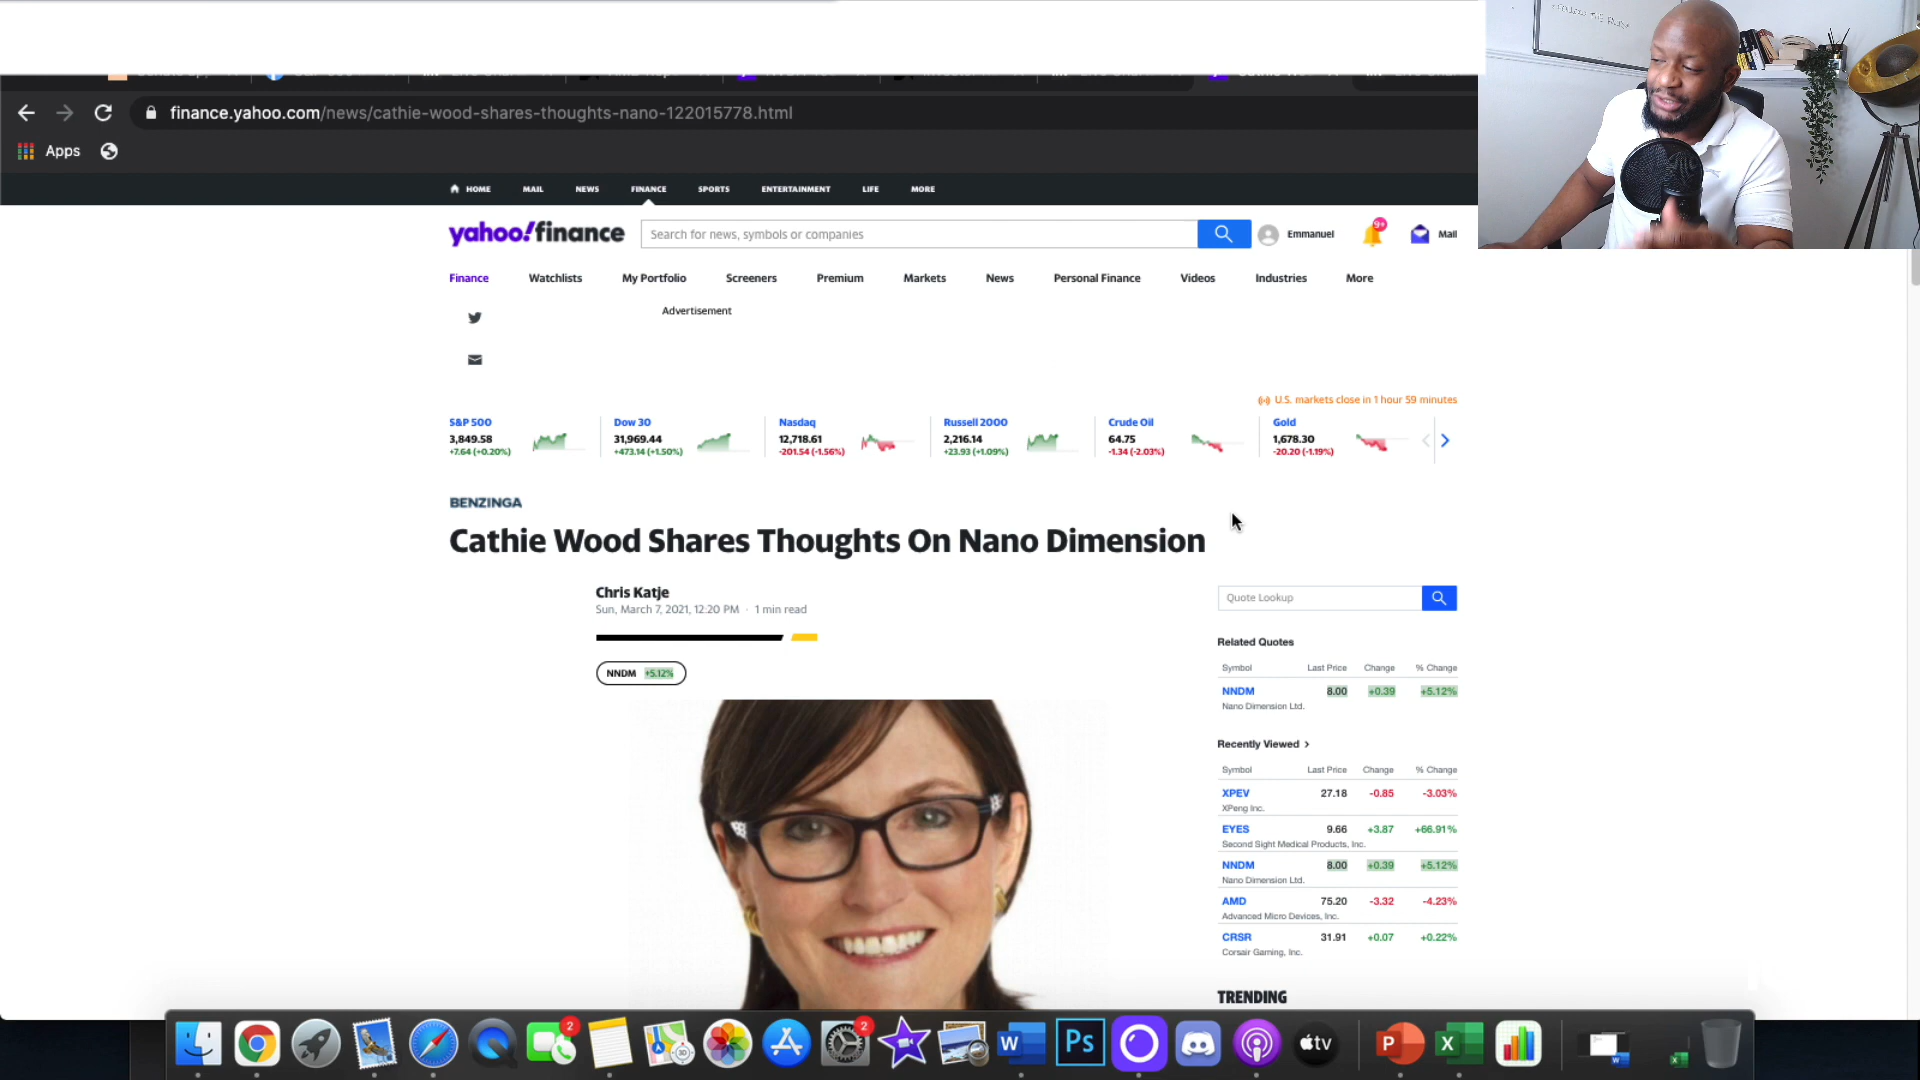 finance.yahoo.com/news/cathie-wood-shares-thoughts-nano-122015778.html
Apps
HOME MAIL NEWS FINANCE SPORTS ENTERTAINMENT LIFE MORE
yahoo!finance
Search for news, symbols or companies
Emmanuel
9+
Mail
Finance Watchlists My Portfolio Screeners Premium Markets News Personal Finance Videos Industries More
Advertisement
U.S. markets close in 1 hour 59 minutes
S&P 500 Dow 30 Nasdaq Russell 2000 Crude Oil Gold
3,849.58 31,969.44 12,718.61 2,216.14 64.75 1,678.30
+7.64 (+0.20%) +473.14 (+1.50%) -201.54 (-1.56%) +23.93 (+1.09%) -1.34 (-2.03%) -20.20 (-1.19%)
BENZINGA
Cathie Wood Shares Thoughts On Nano Dimension
Chris Katje
Sun, March 7, 2021, 12:20 PM · 1 min read
NNDM +5.12%
Quote Lookup
Related Quotes
Symbol Last Price Change % Change
NNDM 8.00 +0.39 +5.12%
Nano Dimension Ltd.
Recently Viewed >
Symbol Last Price Change % Change
XPEV 27.18 -0.85 -3.03%
XPeng Inc.
EYES 9.66 +3.87 +66.91%
Second Sight Medical Products, Inc.
NNDM 8.00 +0.39 +5.12%
Nano Dimension Ltd.
AMD 75.20 -3.32 -4.23%
Advanced Micro Devices, Inc.
CRSR 31.91 +0.07 +0.22%
Corsair Gaming, Inc.
TRENDING
2
3D
2
W
Ps
tv
P
X